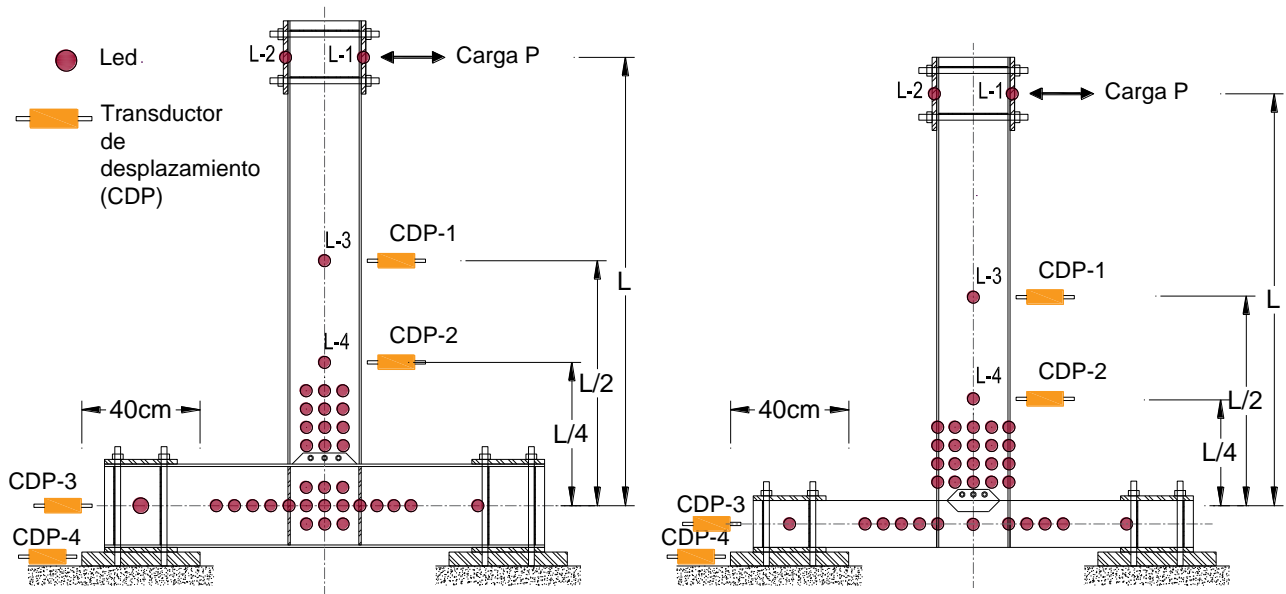 Led
Transductor
de
desplazamiento
(CDP)
L-2
L-1
Carga P
L-3
CDP-1
L-4
CDP-2
L
L/2
L/4
40cm
CDP-3
CDP-4
L-2
L-1
Carga P
L-3
CDP-1
L-4
CDP-2
L
L/2
L/4
40cm
CDP-3
CDP-4